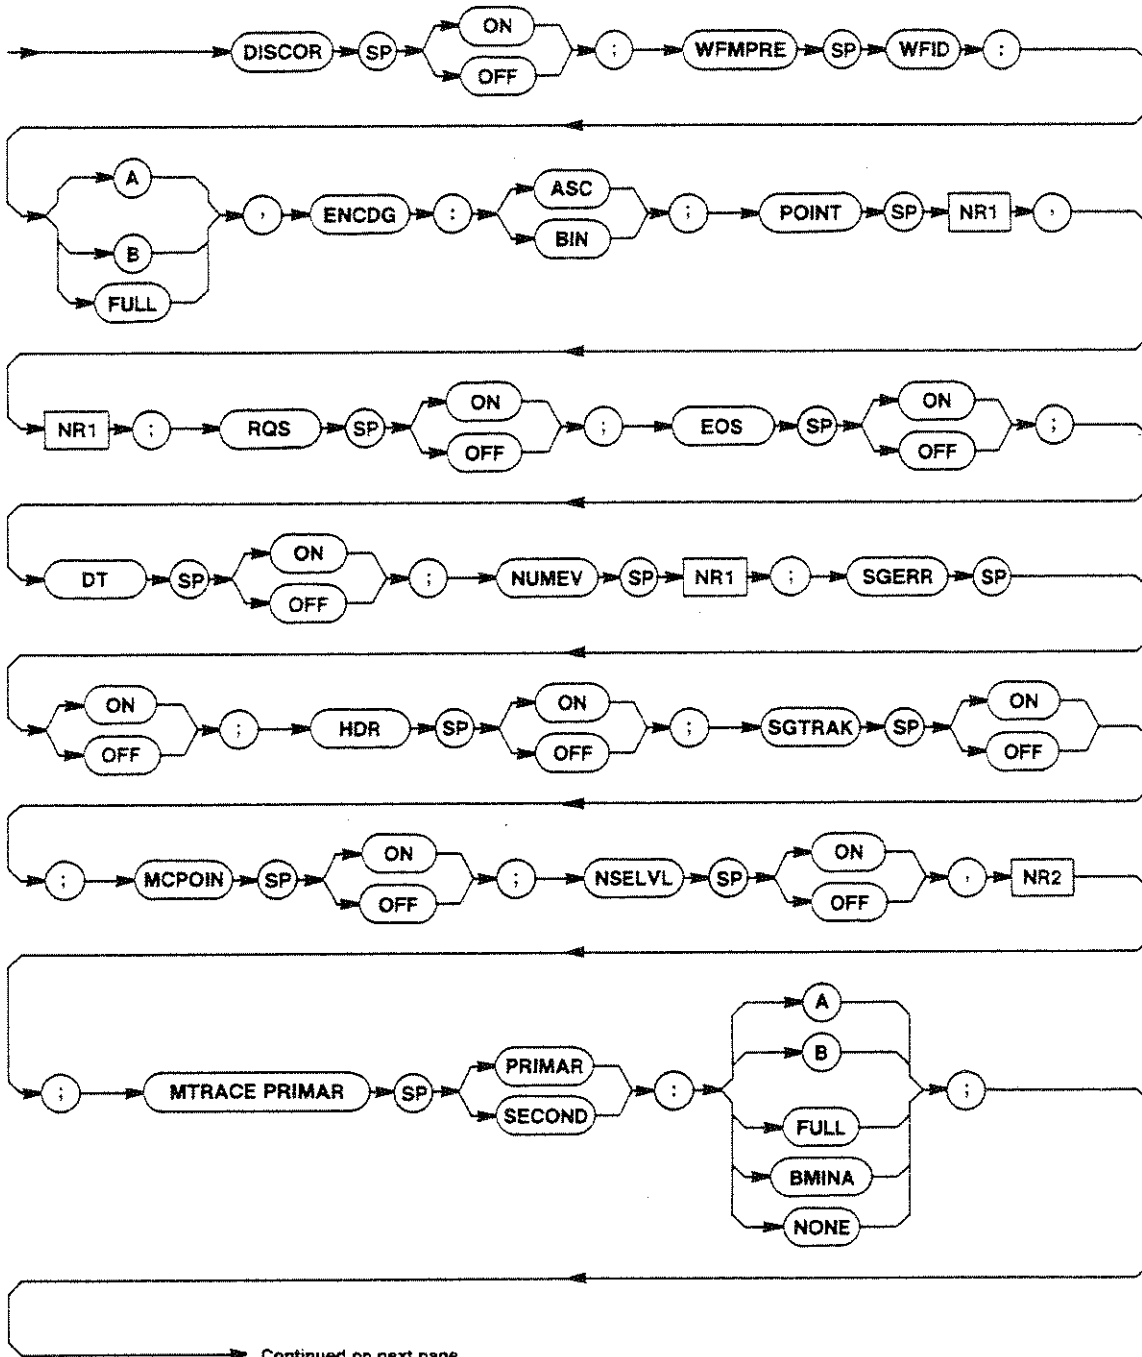 DISCOR SP ON OFF ; WFMPRE SP WFID :
A B FULL , ENCDG : ASC BIN ; POINT SP NR1 ,
NR1 ; RQS SP ON OFF ; EOS SP ON OFF ;
DT SP ON OFF ; NUMEV SP NR1 ; SGERR SP
ON OFF ; HDR SP ON OFF ; SGTRAK SP ON OFF
; MCPOIN SP ON OFF ; NSELVL SP ON OFF , NR2
; MTRACE PRIMAR SP PRIMAR SECOND : A B FULL BMINA NONE ;
Continued on next page